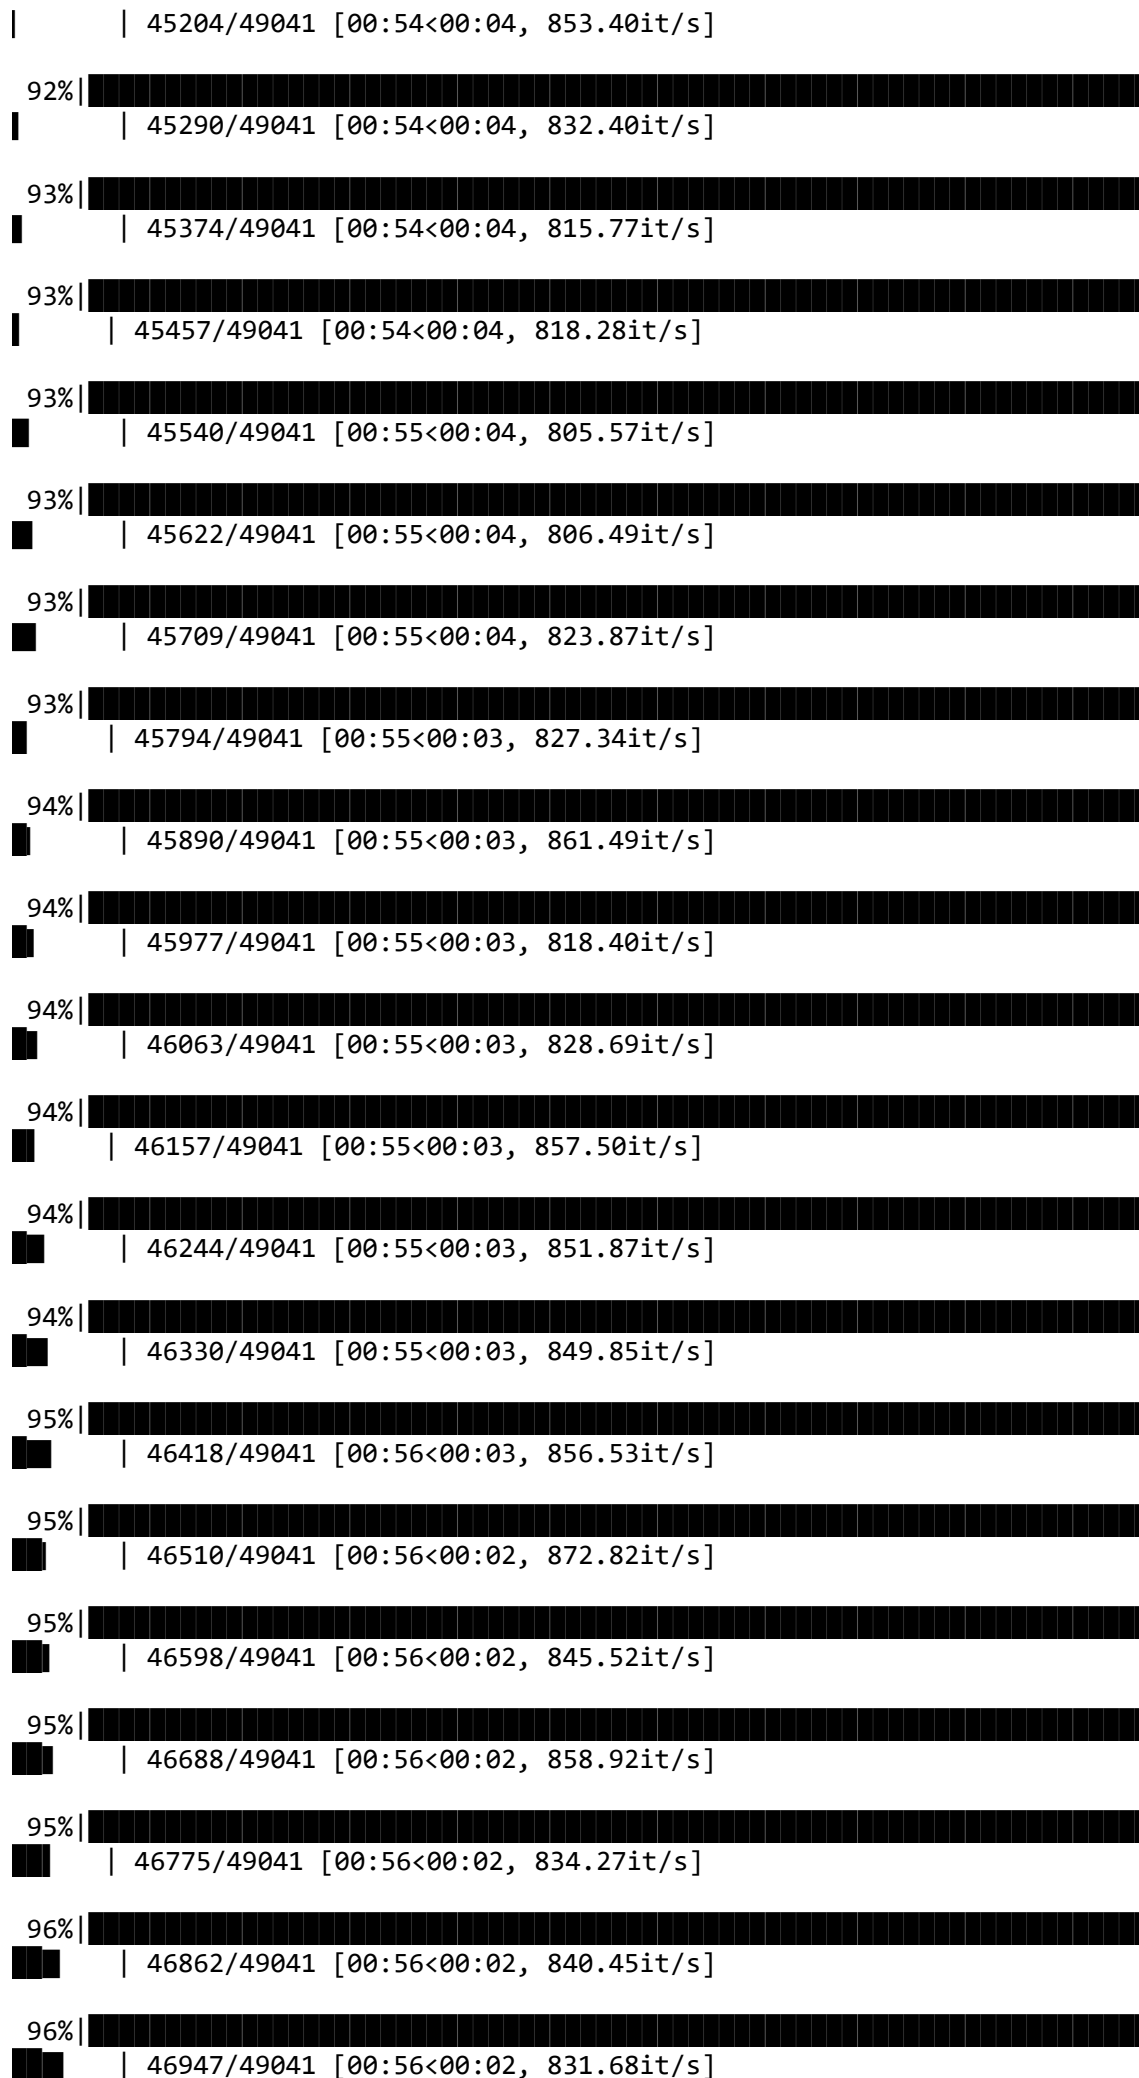 | | 45204/49041 [00:54<00:04, 853.40it/s]
92%|
| 45290/49041 [00:54<00:04, 832.40it/s]
93%|
| 45374/49041 [00:54<00:04, 815.77it/s]
93%|
| 45457/49041 [00:54<00:04, 818.28it/s]
93%|
| 45540/49041 [00:55<00:04, 805.57it/s]
93%|
| 45622/49041 [00:55<00:04, 806.49it/s]
93%|
| 45709/49041 [00:55<00:04, 823.87it/s]
93%|
| 45794/49041 [00:55<00:03, 827.34it/s]
94%|
| 45890/49041 [00:55<00:03, 861.49it/s]
94%|
| 45977/49041 [00:55<00:03, 818.40it/s]
94%|
| 46063/49041 [00:55<00:03, 828.69it/s]
94%|
| 46157/49041 [00:55<00:03, 857.50it/s]
94%|
| 46244/49041 [00:55<00:03, 851.87it/s]
94%|
| 46330/49041 [00:55<00:03, 849.85it/s]
95%|
| 46418/49041 [00:56<00:03, 856.53it/s]
95%|
| 46510/49041 [00:56<00:02, 872.82it/s]
95%|
| 46598/49041 [00:56<00:02, 845.52it/s]
95%|
| 46688/49041 [00:56<00:02, 858.92it/s]
95%|
| 46775/49041 [00:56<00:02, 834.27it/s]
96%|
| 46862/49041 [00:56<00:02, 840.45it/s]
96%|
| 46947/49041 [00:56<00:02, 831.68it/s]